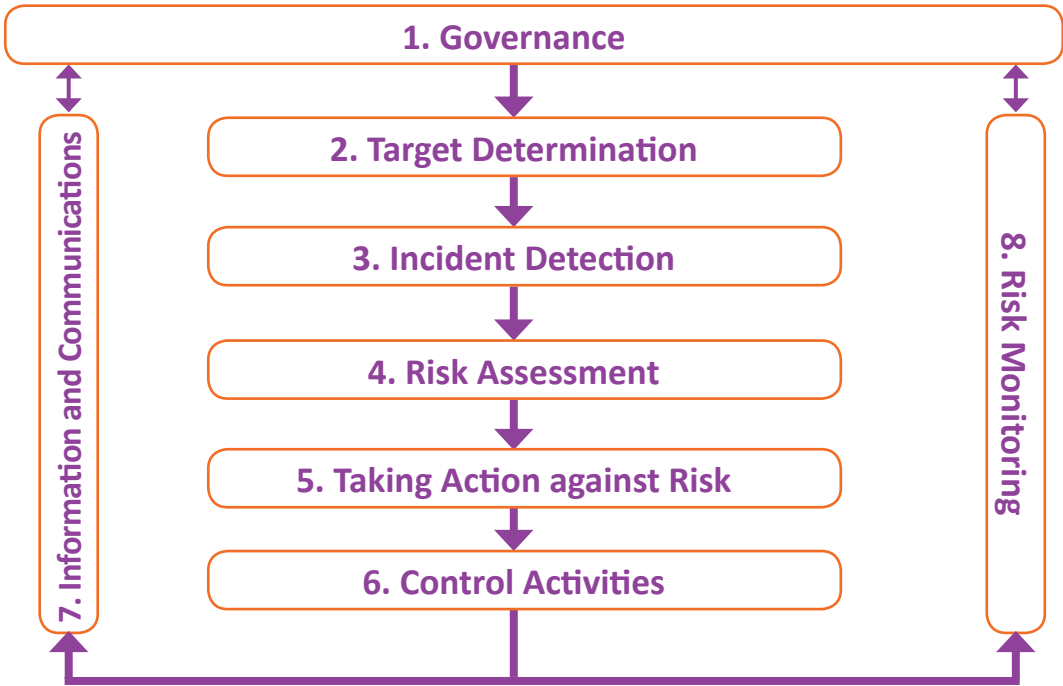 1. Governance
2. Target Determination
3. Incident Detection
4. Risk Assessment
5. Taking Action against Risk
6. Control Activities
7. Information and Communications
8. Risk Monitoring